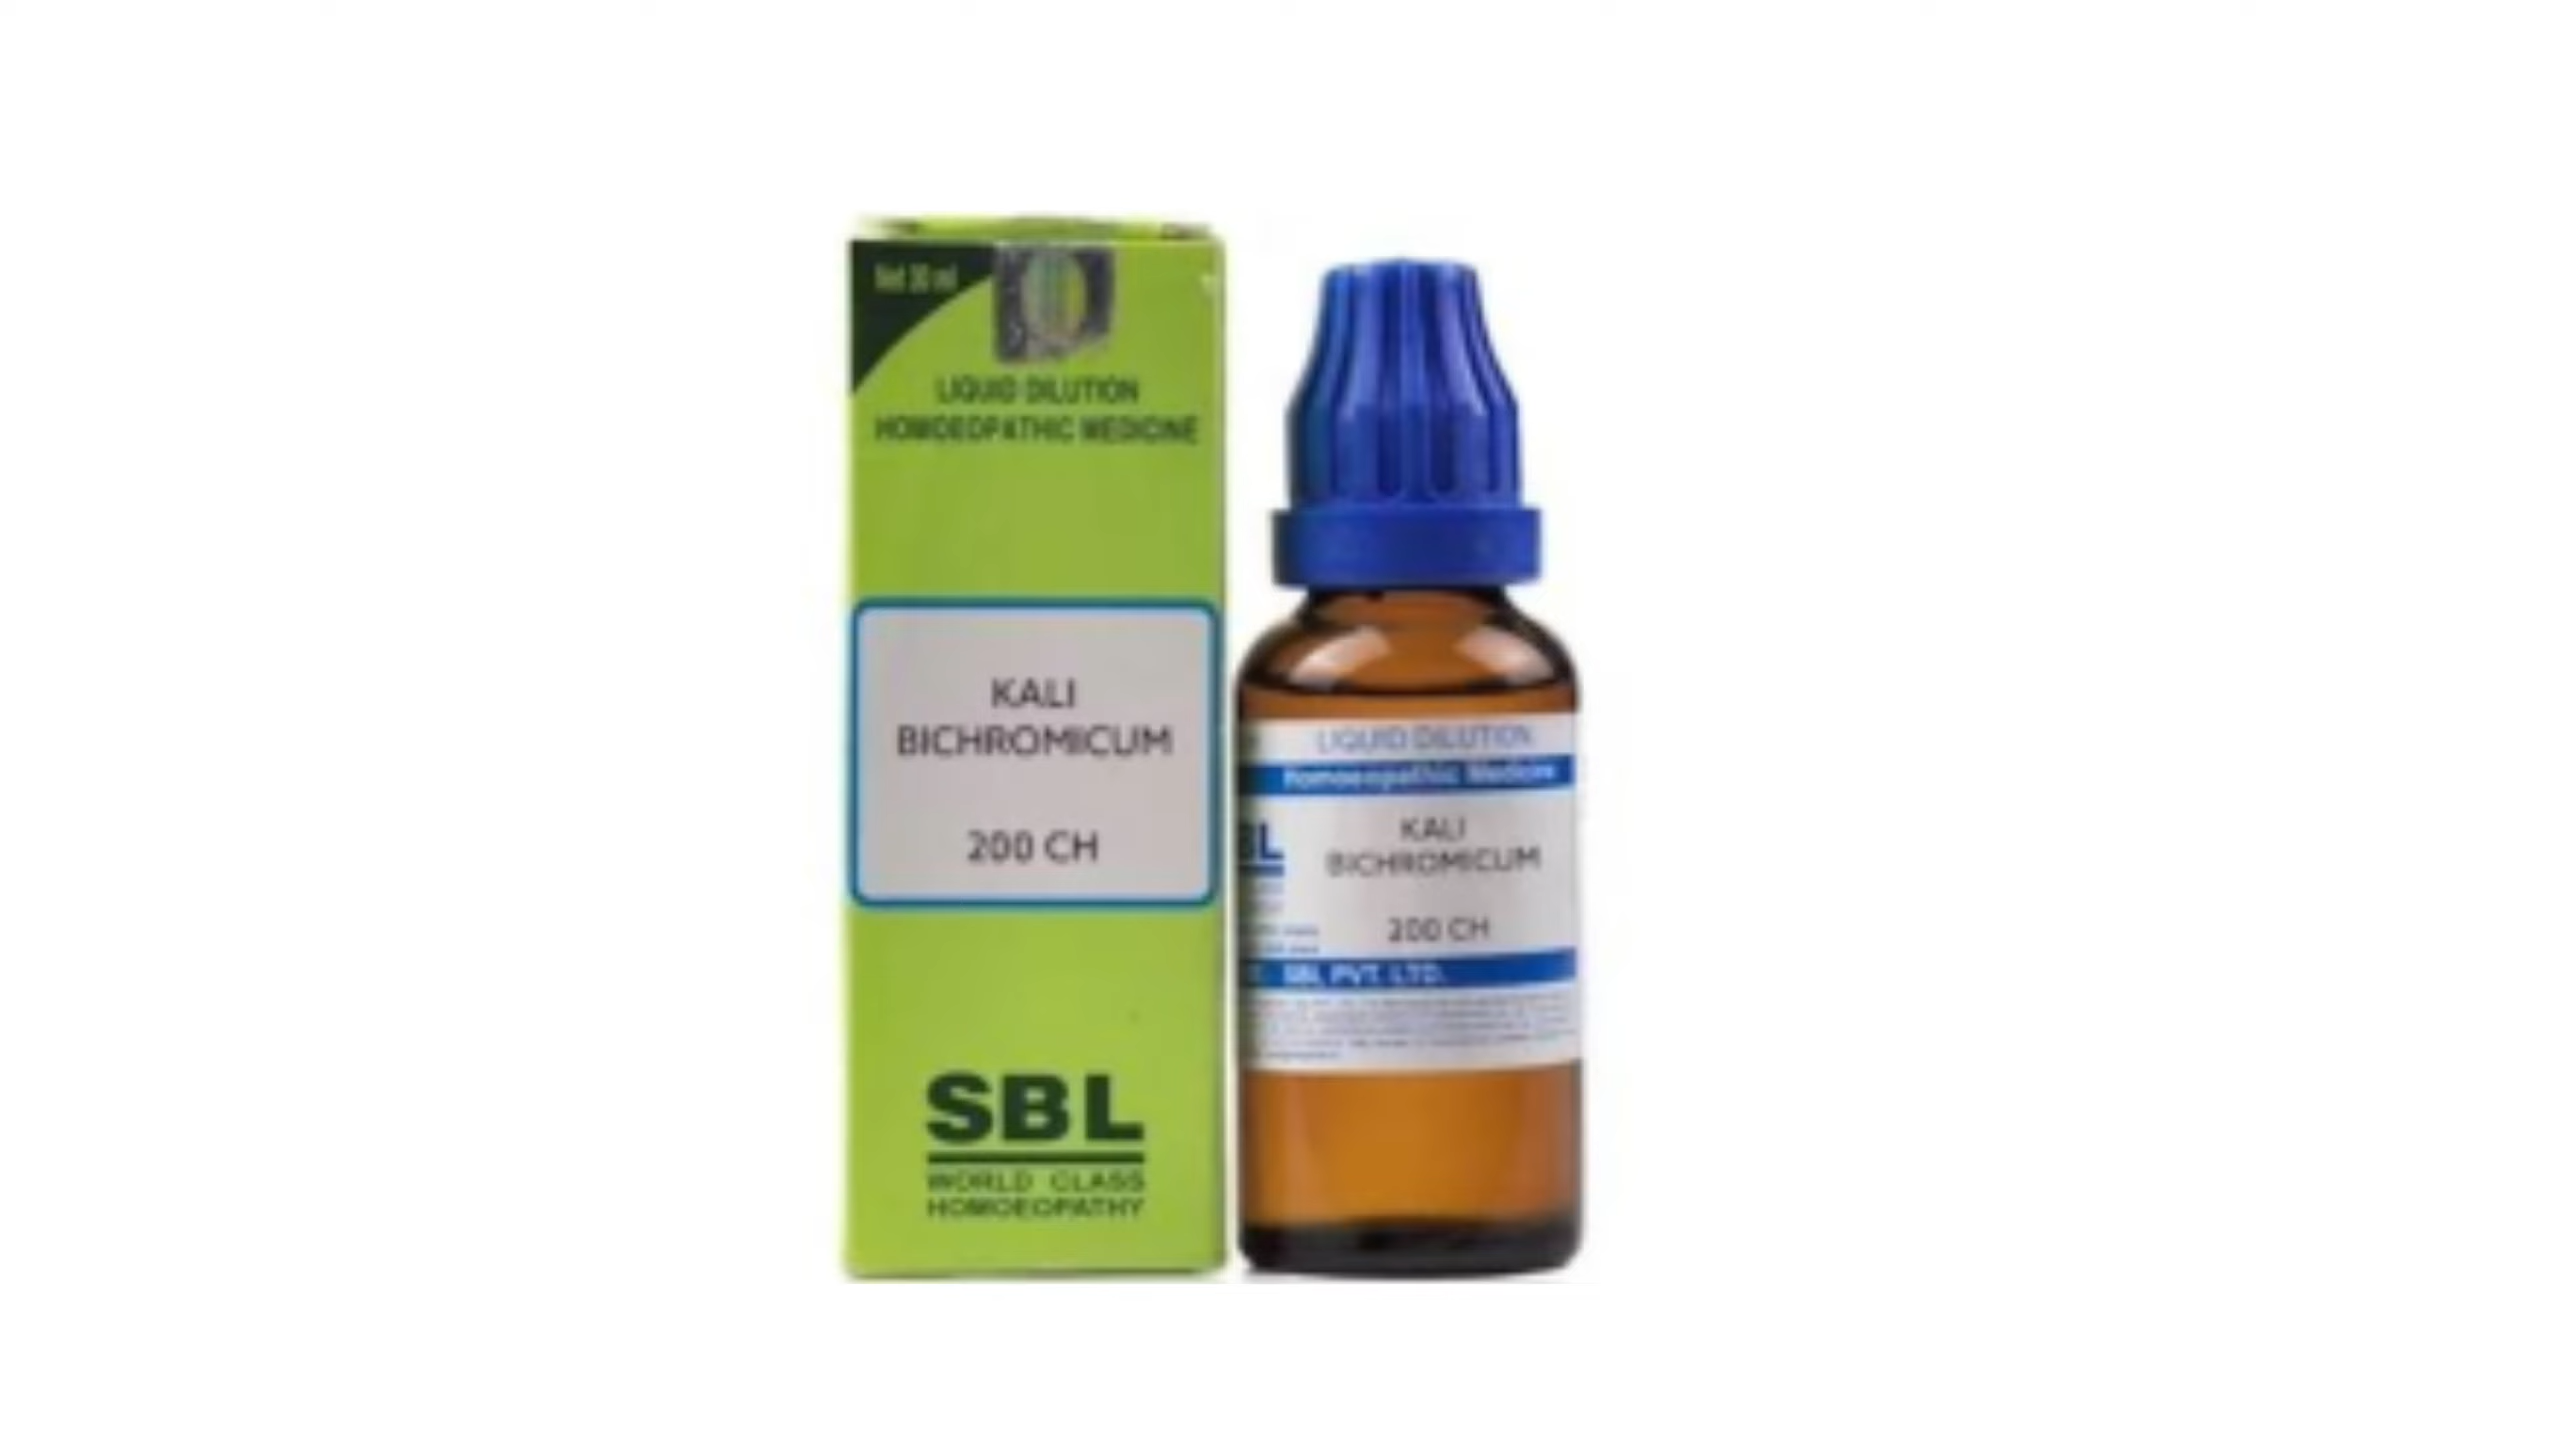 Net 30 ml
LIQUID DILUTION
HOMOEOPATHIC MEDICINE
KALI
BICHROMICUM
200 CH
SBL
WORLD CLASS
HOMOEOPATHY
LIQUID DILUTION
Homoeopathic Medicine
BL
KALI
BICHROMICUM
200 CH
SBL PVT. LTD.